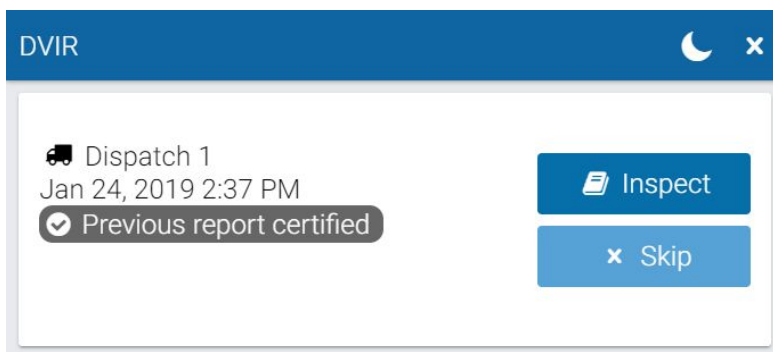 DVIR
Dispatch 1
Jan 24, 2019 2:37 PM
Previous report certified
Inspect
Skip